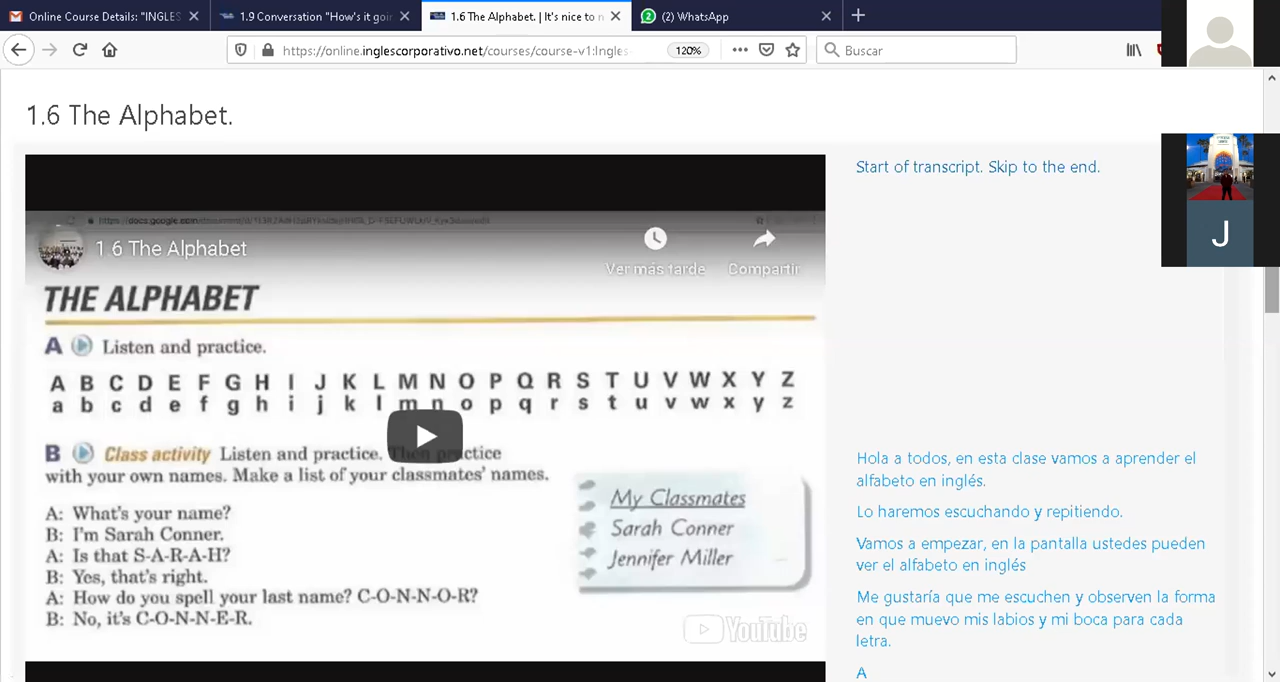 Online Course Details: "INGLES
1.9 Conversation "How's it goin
1.6 The Alphabet. | It's nice to n
2 (2) WhatsApp
https://online.inglescorporativo.net/courses/course-v1:Ingles-
120%
Buscar
1.6 The Alphabet.
Start of transcript. Skip to the end.
J
1.6 The Alphabet
Ver más tarde
Compartir
THE ALPHABET
A Listen and practice.
A B C D E F G H I J K L M N O P Q R S T U V W X Y Z
a b c d e f g h i j k l m n o p q r s t u v w x y z
B Class activity Listen and practice. Then practice
with your own names. Make a list of your classmates' names.
A: What's your name?
B: I'm Sarah Conner.
A: Is that S-A-R-A-H?
B: Yes, that's right.
A: How do you spell your last name? C-O-N-N-O-R?
B: No, it's C-O-N-N-E-R.
My Classmates
Sarah Conner
Jennifer Miller
YouTube
Hola a todos, en esta clase vamos a aprender el
alfabeto en inglés.
Lo haremos escuchando y repitiendo.
Vamos a empezar, en la pantalla ustedes pueden
ver el alfabeto en inglés
Me gustaría que me escuchen y observen la forma
en que muevo mis labios y mi boca para cada
letra.
A